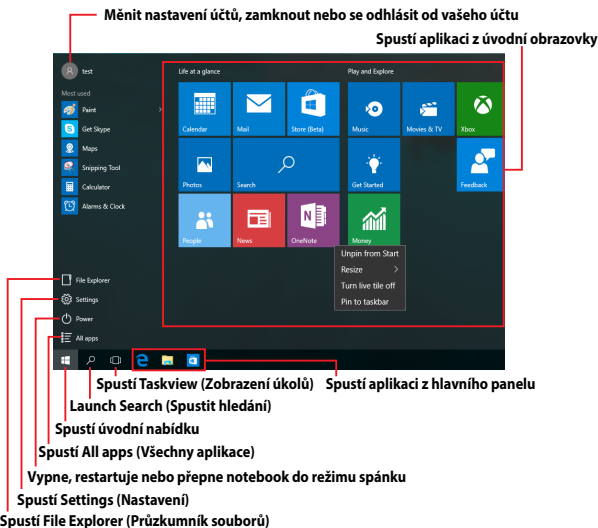 Měnit nastavení účtů, zamknout nebo se odhlásit od vašeho účtu
Spustí aplikaci z úvodní obrazovky
test
Most used
Paint
Get Skype
Maps
Snipping Tool
Calculator
Alarms & Clock
File Explorer
Settings
Power
All apps
Life at a glance
Calendar
Mail
Store (Beta)
Photos
Search
People
News
OneNote
Play and Explore
Music
Movies & TV
Xbox
Get Started
Feedback
Money
Unpin from Start
Resize
Turn live tile off
Pin to taskbar
Spustí Taskview (Zobrazení úkolů)
Spustí aplikaci z hlavního panelu
Launch Search (Spustit hledání)
Spustí úvodní nabídku
Spustí All apps (Všechny aplikace)
Vypne, restartuje nebo přepne notebook do režimu spánku
Spustí Settings (Nastavení)
Spustí File Explorer (Průzkumník souborů)